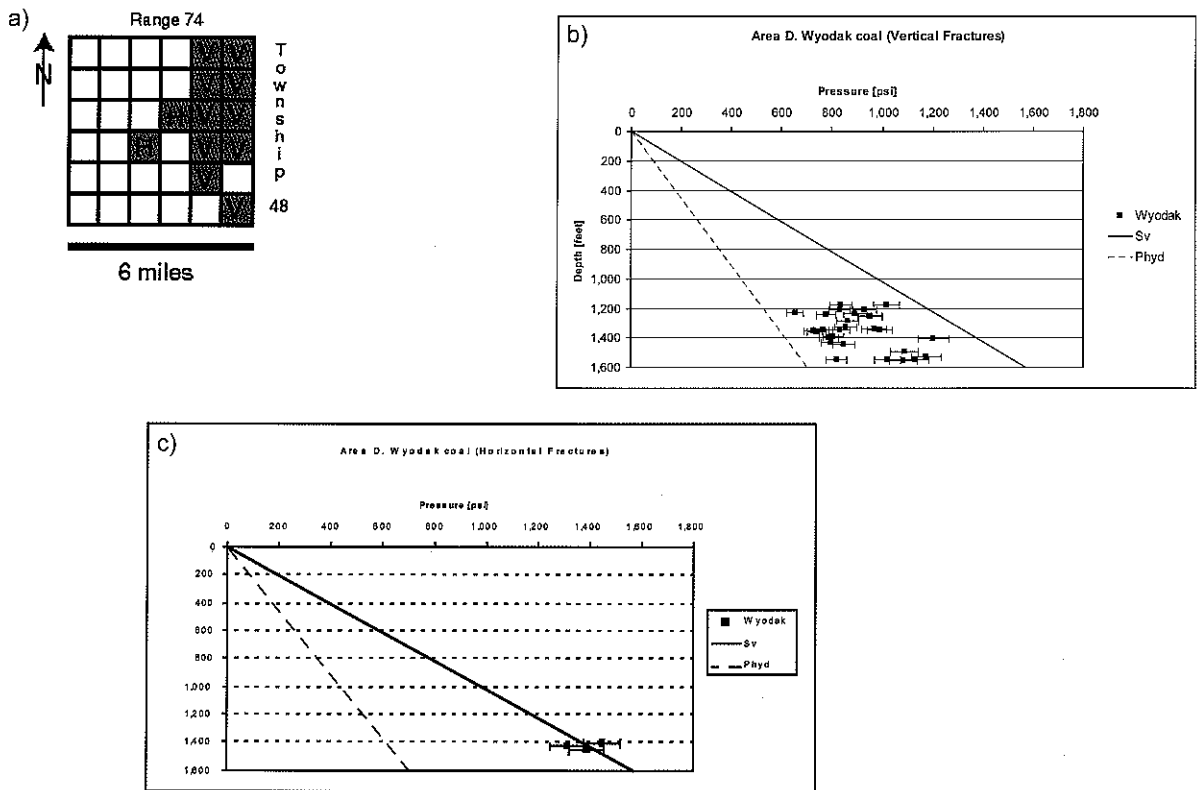 a)
Range 74
N
V V
V V
H V V
H V V
V
V
Township
48
6 miles
b)
Area D. Wyodak coal (Vertical Fractures)
Pressure [psi]
0 200 400 600 800 1,000 1,200 1,400 1,600 1,800
Depth [feet]
0
200
400
600
800
1,000
1,200
1,400
1,600
Wyodak
Sv
Phyd
c)
Area D. Wyodak coal (Horizontal Fractures)
Pressure [psi]
0 200 400 600 800 1,000 1,200 1,400 1,600 1,800
0
200
400
600
800
1,000
1,200
1,400
1,600
Wyodak
Sv
Phyd